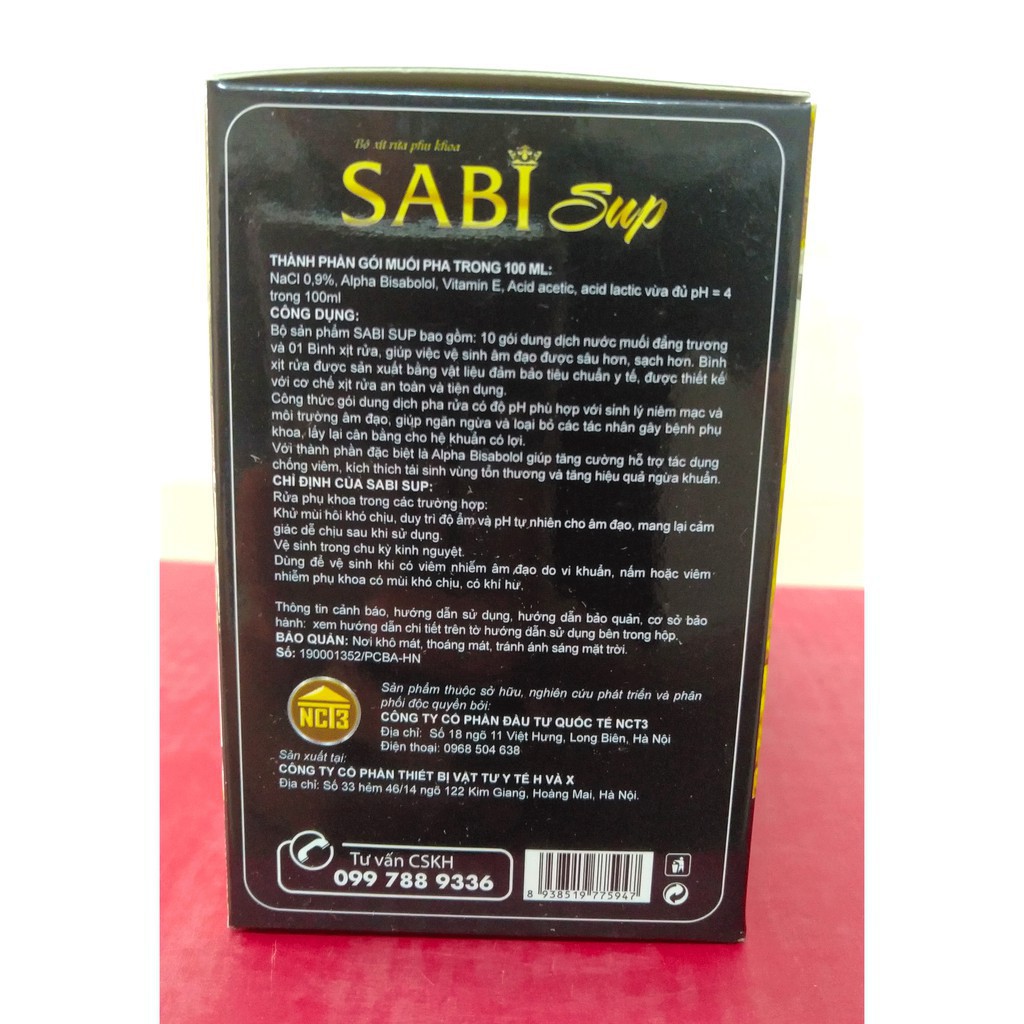 Bộ xịt rửa phụ khoa
SABI Sup
THÀNH PHẦN GÓI MUỐI PHA TRONG 100 ML:
NaCl 0,9%, Alpha Bisabolol, Vitamin E, Acid acetic, acid lactic vừa đủ pH = 4
trong 100ml
CÔNG DỤNG:
Bộ sản phẩm SABI SUP bao gồm: 10 gói dung dịch nước muối đẳng trương
và 01 Bình xịt rửa, giúp việc vệ sinh âm đạo được sâu hơn, sạch hơn. Bình
xịt rửa được sản xuất bằng vật liệu đảm bảo tiêu chuẩn y tế, được thiết kế
với cơ chế xịt rửa an toàn và tiện dụng.
Công thức gói dung dịch pha rửa có độ pH phù hợp với sinh lý niêm mạc và
môi trường âm đạo, giúp ngăn ngừa và loại bỏ các tác nhân gây bệnh phụ
khoa, lấy lại cân bằng cho hệ khuẩn có lợi.
Với thành phần đặc biệt là Alpha Bisabolol giúp tăng cường hỗ trợ tác dụng
chống viêm, kích thích tái sinh vùng tổn thương và tăng hiệu quả ngừa khuẩn.
CHỈ ĐỊNH CỦA SABI SUP:
Rửa phụ khoa trong các trường hợp:
Khử mùi hôi khó chịu, duy trì độ ẩm và pH tự nhiên cho âm đạo, mang lại cảm
giác dễ chịu sau khi sử dụng.
Vệ sinh trong chu kỳ kinh nguyệt.
Dùng để vệ sinh khi có viêm nhiễm âm đạo do vi khuẩn, nấm hoặc viêm
nhiễm phụ khoa có mùi khó chịu, có khí hư.
Thông tin cảnh báo, hướng dẫn sử dụng, hướng dẫn bảo quản, cơ sở bảo
hành: xem hướng dẫn chi tiết trên tờ hướng dẫn sử dụng bên trong hộp.
BẢO QUẢN: Nơi khô mát, thoáng mát, tránh ánh sáng mặt trời.
Số: 190001352/PCBA-HN
NCT3
Sản phẩm thuộc sở hữu, nghiên cứu phát triển và phân
phối độc quyền bởi:
CÔNG TY CỔ PHẦN ĐẦU TƯ QUỐC TẾ NCT3
Địa chỉ: Số 18 ngõ 11 Việt Hưng, Long Biên, Hà Nội
Điện thoại: 0968 504 638
Sản xuất tại:
CÔNG TY CỔ PHẦN THIẾT BỊ VẬT TƯ Y TẾ H VÀ X
Địa chỉ: Số 33 hẻm 46/14 ngõ 122 Kim Giang, Hoàng Mai, Hà Nội.
Tư vấn CSKH
099 788 9336
8 938519 775947